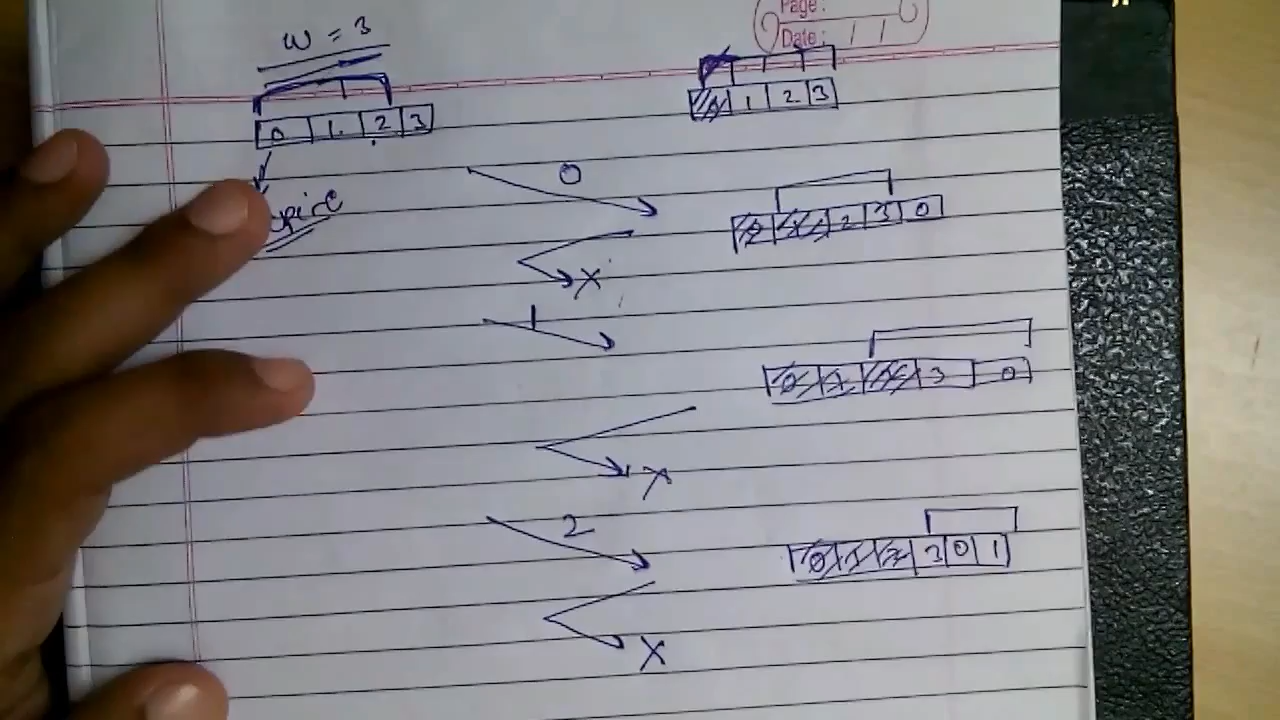 Page:
w = 3
Date: / /
0 1 2 3
1 2 3
0
2 3 0
x
1
3 0
x
2
3 0 1
x